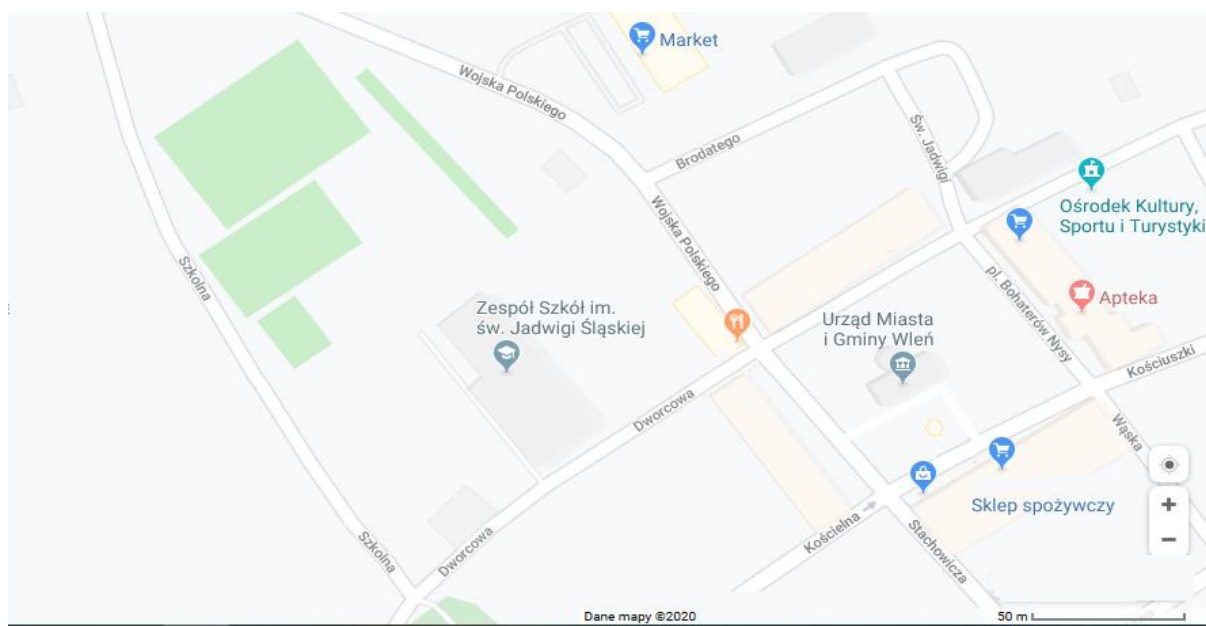 Market
Wojska Polskiego
Brodatego
Św. Jadwigi
Ośrodek Kultury,
Sportu i Turystyki
Wojska Polskiego
Szkolna
pl. Bohaterów Nysy
Apteka
Zespół Szkół im.
św. Jadwigi Śląskiej
Urząd Miasta
i Gminy Wleń
Kościuszki
Dworcowa
Wąska
Sklep spożywczy
Kościelna
Stachowicza
Szkolna
Dworcowa
Dane mapy ©2020
50 m